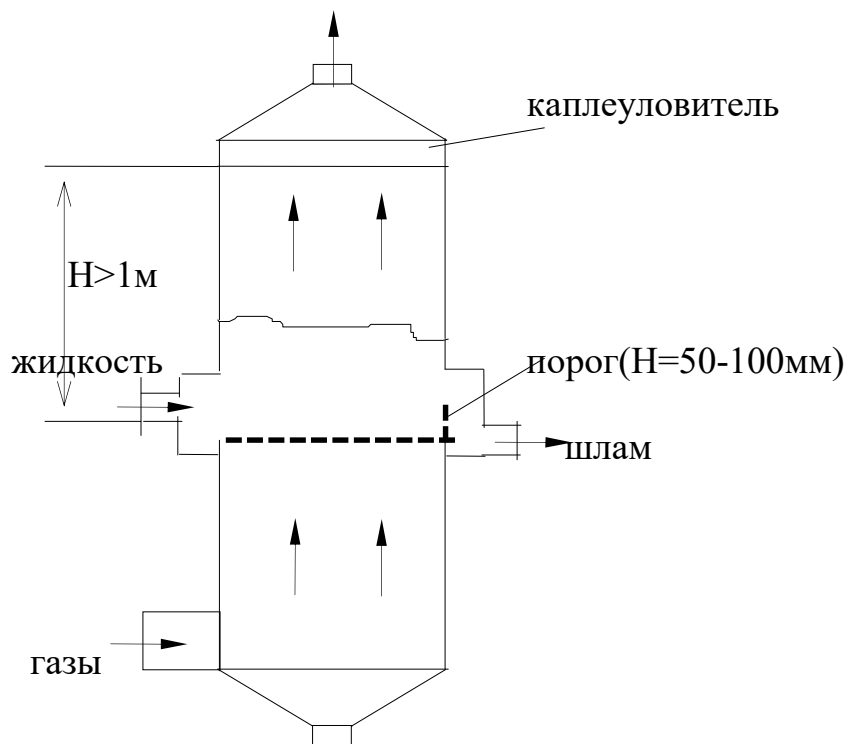 каплеуловитель
H>1м
жидкость
порог(H=50-100мм)
шлам
газы